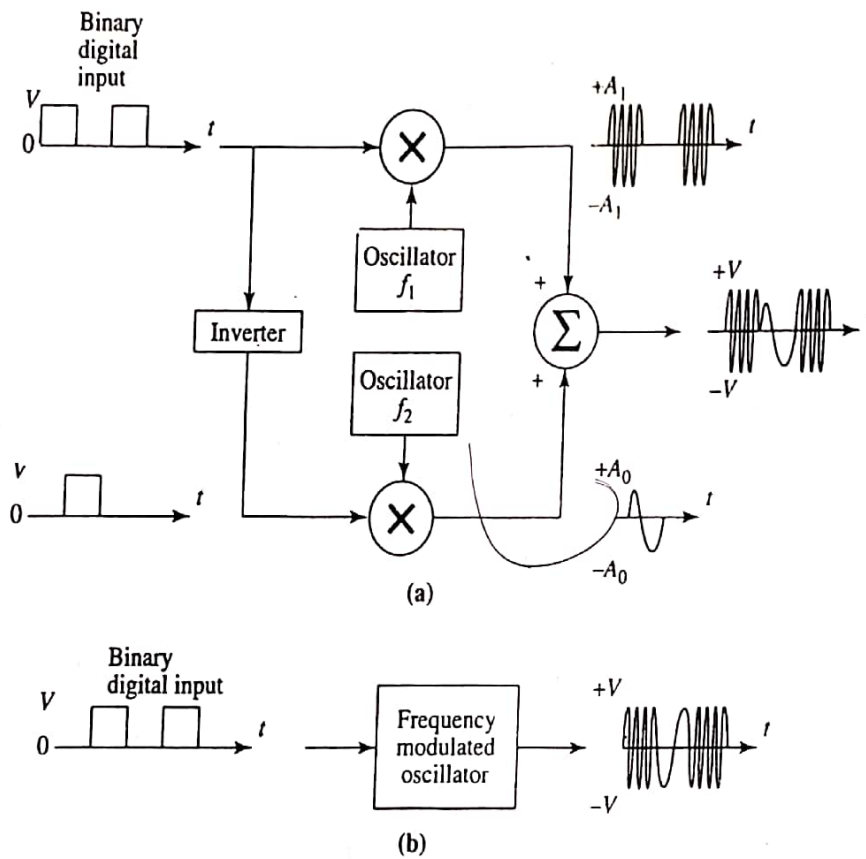 Binary
digital
input
V
0
t
+A1
t
−A1
×
Oscillator
f1
+
+V
Inverter
Σ
Oscillator
f2
+
−V
V
0
t
×
+A0
t
−A0
(a)
Binary
digital input
V
0
t
Frequency
modulated
oscillator
+V
t
−V
(b)